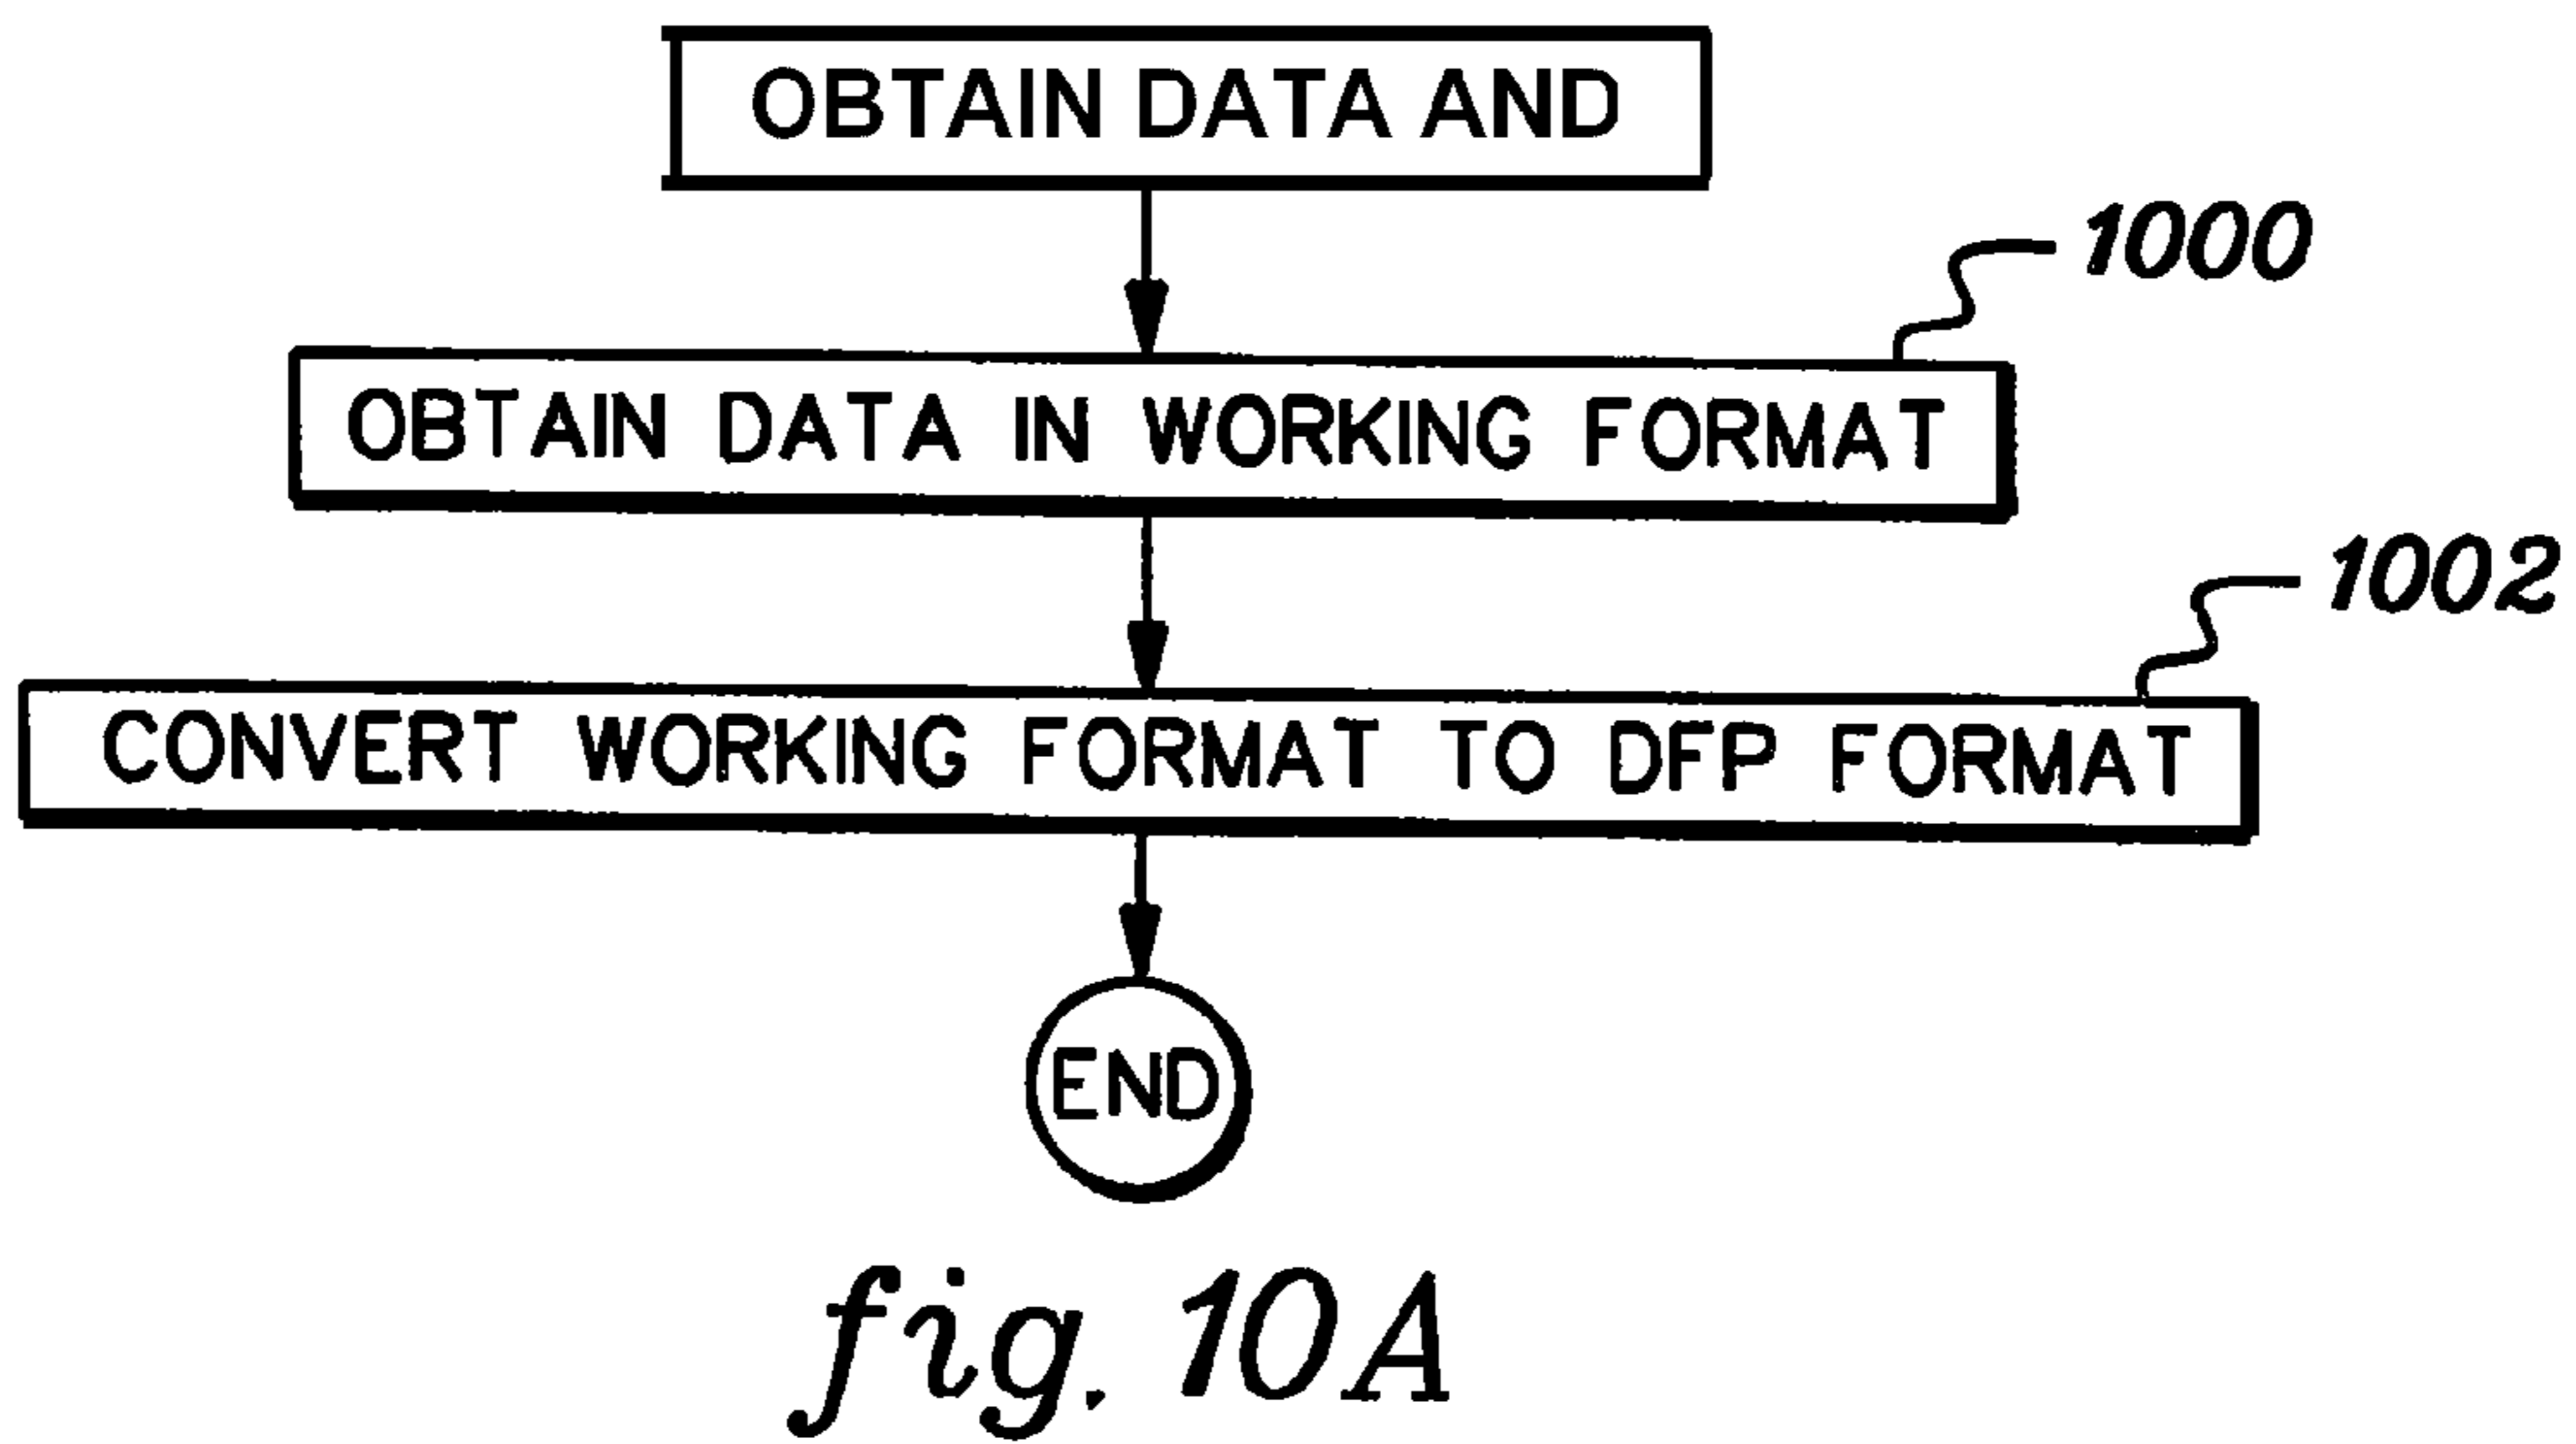 OBTAIN DATA AND
1000
OBTAIN DATA IN WORKING FORMAT
1002
CONVERT WORKING FORMAT TO DFP FORMAT
END
fig. 10A